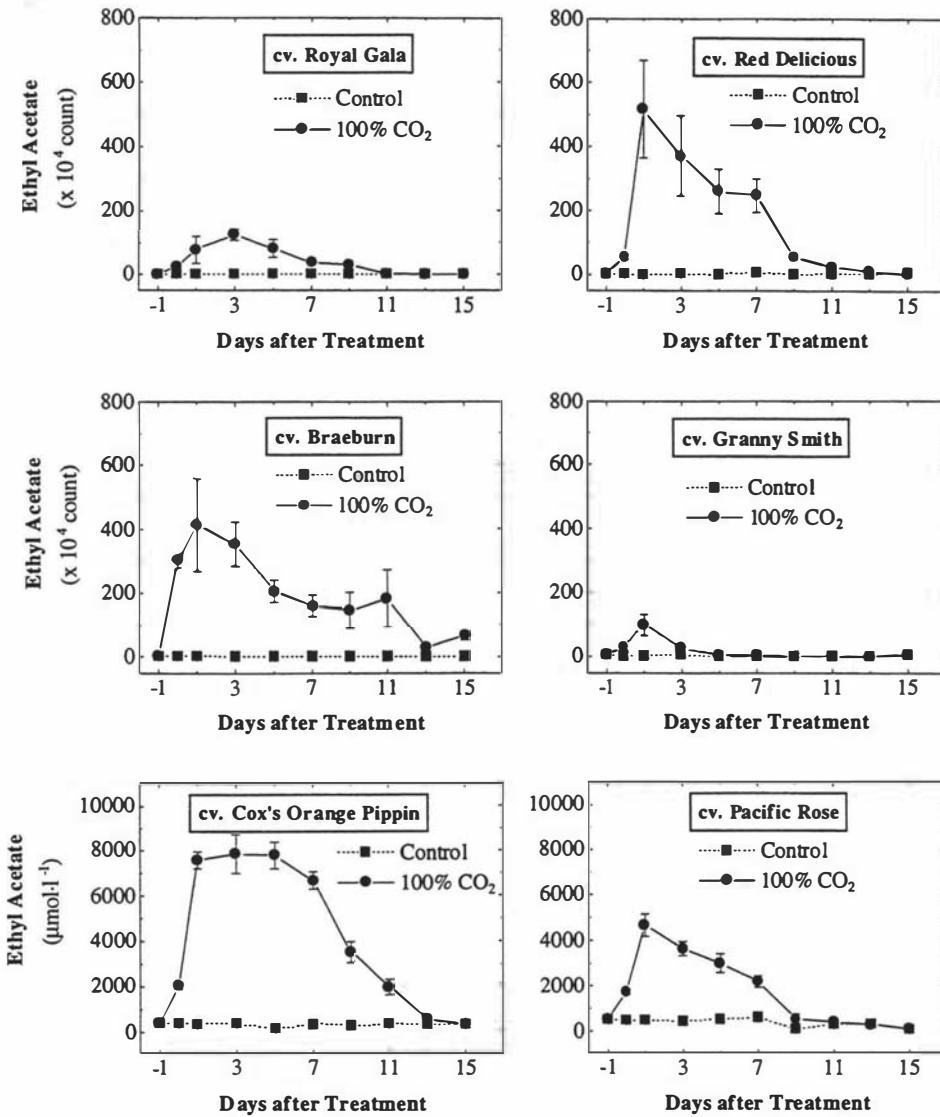 800
600
400
200
0
Ethyl Acetate
(x 10⁴ count)
cv. Royal Gala
Control
100% CO₂
-1 3 7 11 15
Days after Treatment
800
600
400
200
0
cv. Red Delicious
Control
100% CO₂
-1 3 7 11 15
Days after Treatment
800
600
400
200
0
Ethyl Acetate
(x 10⁴ count)
cv. Braeburn
Control
100% CO₂
-1 3 7 11 15
Days after Treatment
800
600
400
200
0
cv. Granny Smith
Control
100% CO₂
-1 3 7 11 15
Days after Treatment
10000
8000
6000
4000
2000
0
Ethyl Acetate
(µmol·l⁻¹)
cv. Cox's Orange Pippin
Control
100% CO₂
-1 3 7 11 15
Days after Treatment
10000
8000
6000
4000
2000
0
cv. Pacific Rose
Control
100% CO₂
-1 3 7 11 15
Days after Treatment